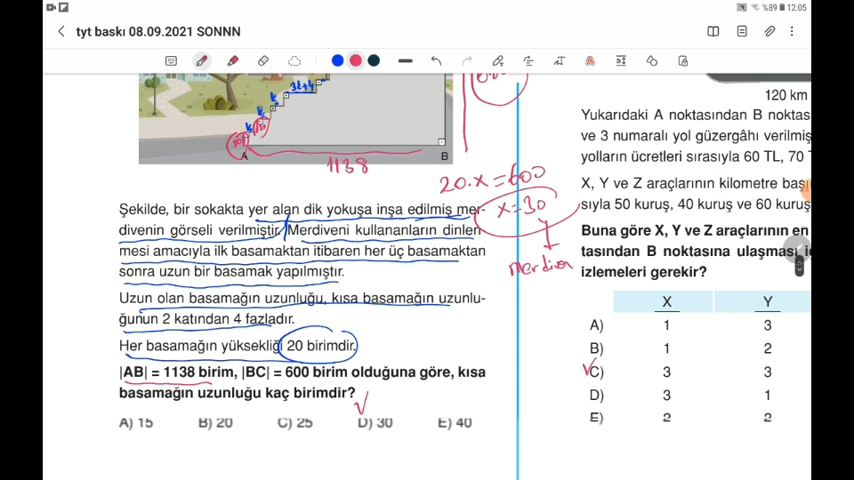 %89 12.05
tyt baskı 08.09.2021 SONNN
k
k
k
3k+4
A
B
1138
20.x=600
x=30
merdiven
Şekilde, bir sokakta yer alan dik yokuşa inşa edilmiş mer-
divenin görseli verilmiştir. Merdiveni kullananların dinlen
mesi amacıyla ilk basamaktan itibaren her üç basamaktan
sonra uzun bir basamak yapılmıştır.
Uzun olan basamağın uzunluğu, kısa basamağın uzunlu-
ğunun 2 katından 4 fazladır.
Her basamağın yüksekliği 20 birimdir.
|AB| = 1138 birim, |BC| = 600 birim olduğuna göre, kısa
basamağın uzunluğu kaç birimdir?
A) 15 B) 20 C) 25 D) 30 E) 40
120 km
Yukarıdaki A noktasından B noktas
ve 3 numaralı yol güzergâhı verilmiş
yolların ücretleri sırasıyla 60 TL, 70
X, Y ve Z araçlarının kilometre başı
sıyla 50 kuruş, 40 kuruş ve 60 kuruş
Buna göre X, Y ve Z araçlarının en
tasından B noktasına ulaşması i
izlemeleri gerekir?
X Y
A) 1 3
B) 1 2
C) 3 3
D) 3 1
E) 2 2